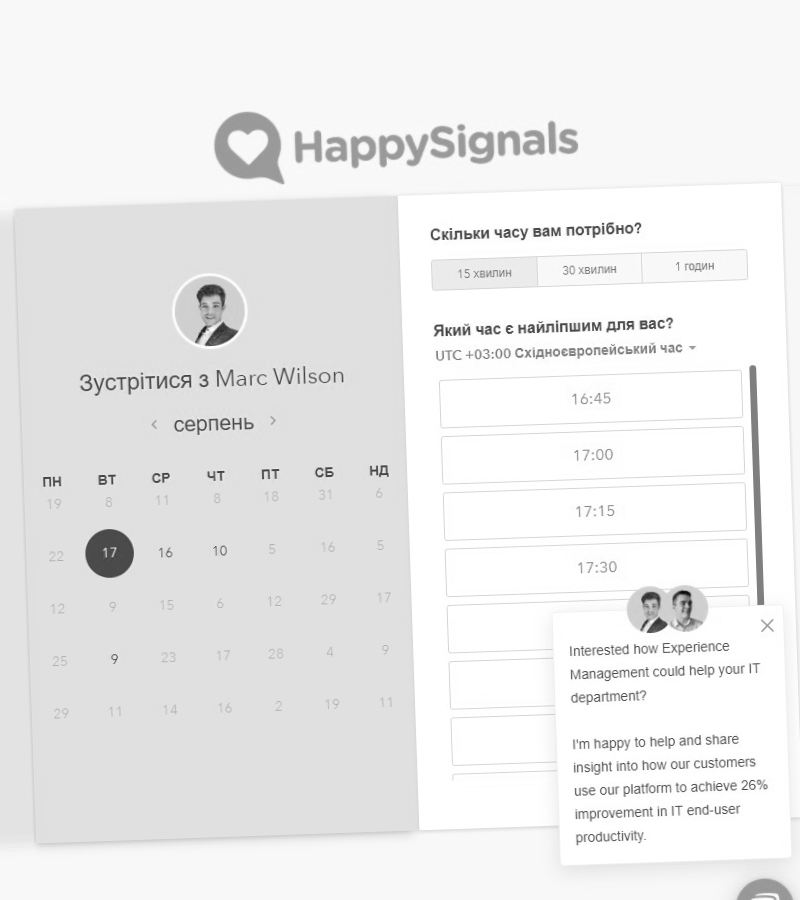 HappySignals
Зустрітися з Marc Wilson
серпень
ПН ВТ СР ЧТ ПТ СБ НД
19 8 11 8 18 31 6
22 17 16 10 5 16 5
12 9 15 6 12 29 17
25 9 23 17 28 4 9
29 11 14 16 2 19 11
Скільки часу вам потрібно?
15 хвилин 30 хвилин 1 годин
Який час є найліпшим для вас?
UTC +03:00 Східноєвропейський час
16:45
17:00
17:15
17:30
Interested how Experience
Management could help your IT
department?
I'm happy to help and share
insight into how our customers
use our platform to achieve 26%
improvement in IT end-user
productivity.